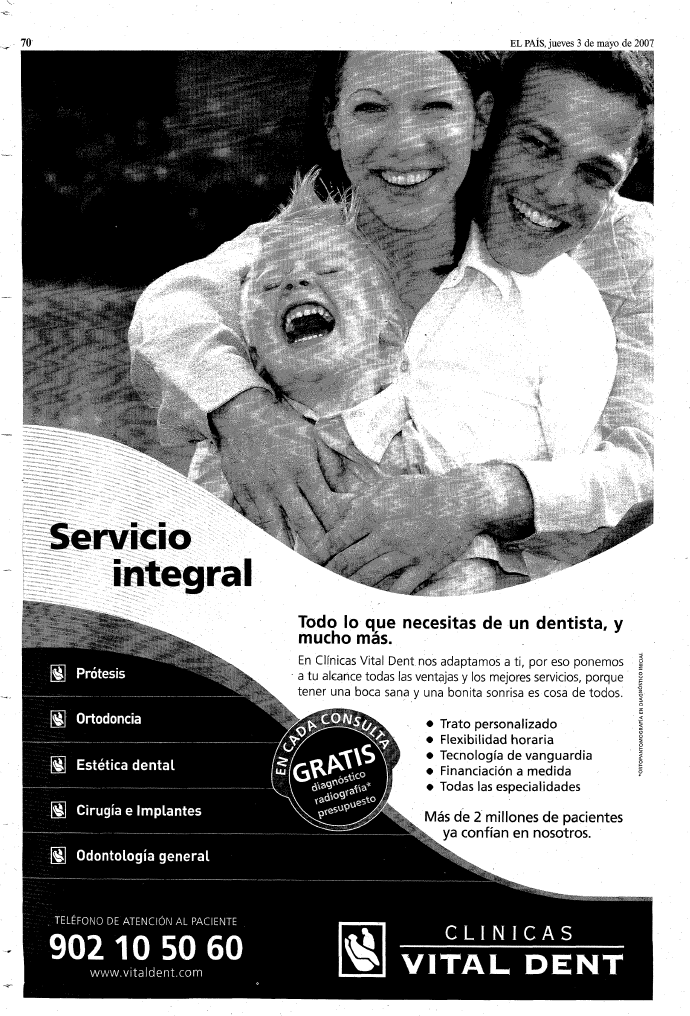 70
EL PAÍS, jueves 3 de mayo de 2007
Servicio
integral
Todo lo que necesitas de un dentista, y
mucho más.
En Clínicas Vital Dent nos adaptamos a ti, por eso ponemos
a tu alcance todas las ventajas y los mejores servicios, porque
tener una boca sana y una bonita sonrisa es cosa de todos.
Prótesis
Ortodoncia
Estética dental
Cirugía e Implantes
Odontología general
EN CADA CONSULTA
GRATIS
diagnóstico
radiografía*
presupuesto
• Trato personalizado
• Flexibilidad horaria
• Tecnología de vanguardia
• Financiación a medida
• Todas las especialidades
Más de 2 millones de pacientes
ya confían en nosotros.
*ORTOPANTOMOGRAFÍA EN DIAGNÓSTICO INICIAL
TELÉFONO DE ATENCIÓN AL PACIENTE
902 10 50 60
www.vitaldent.com
CLINICAS
VITAL DENT